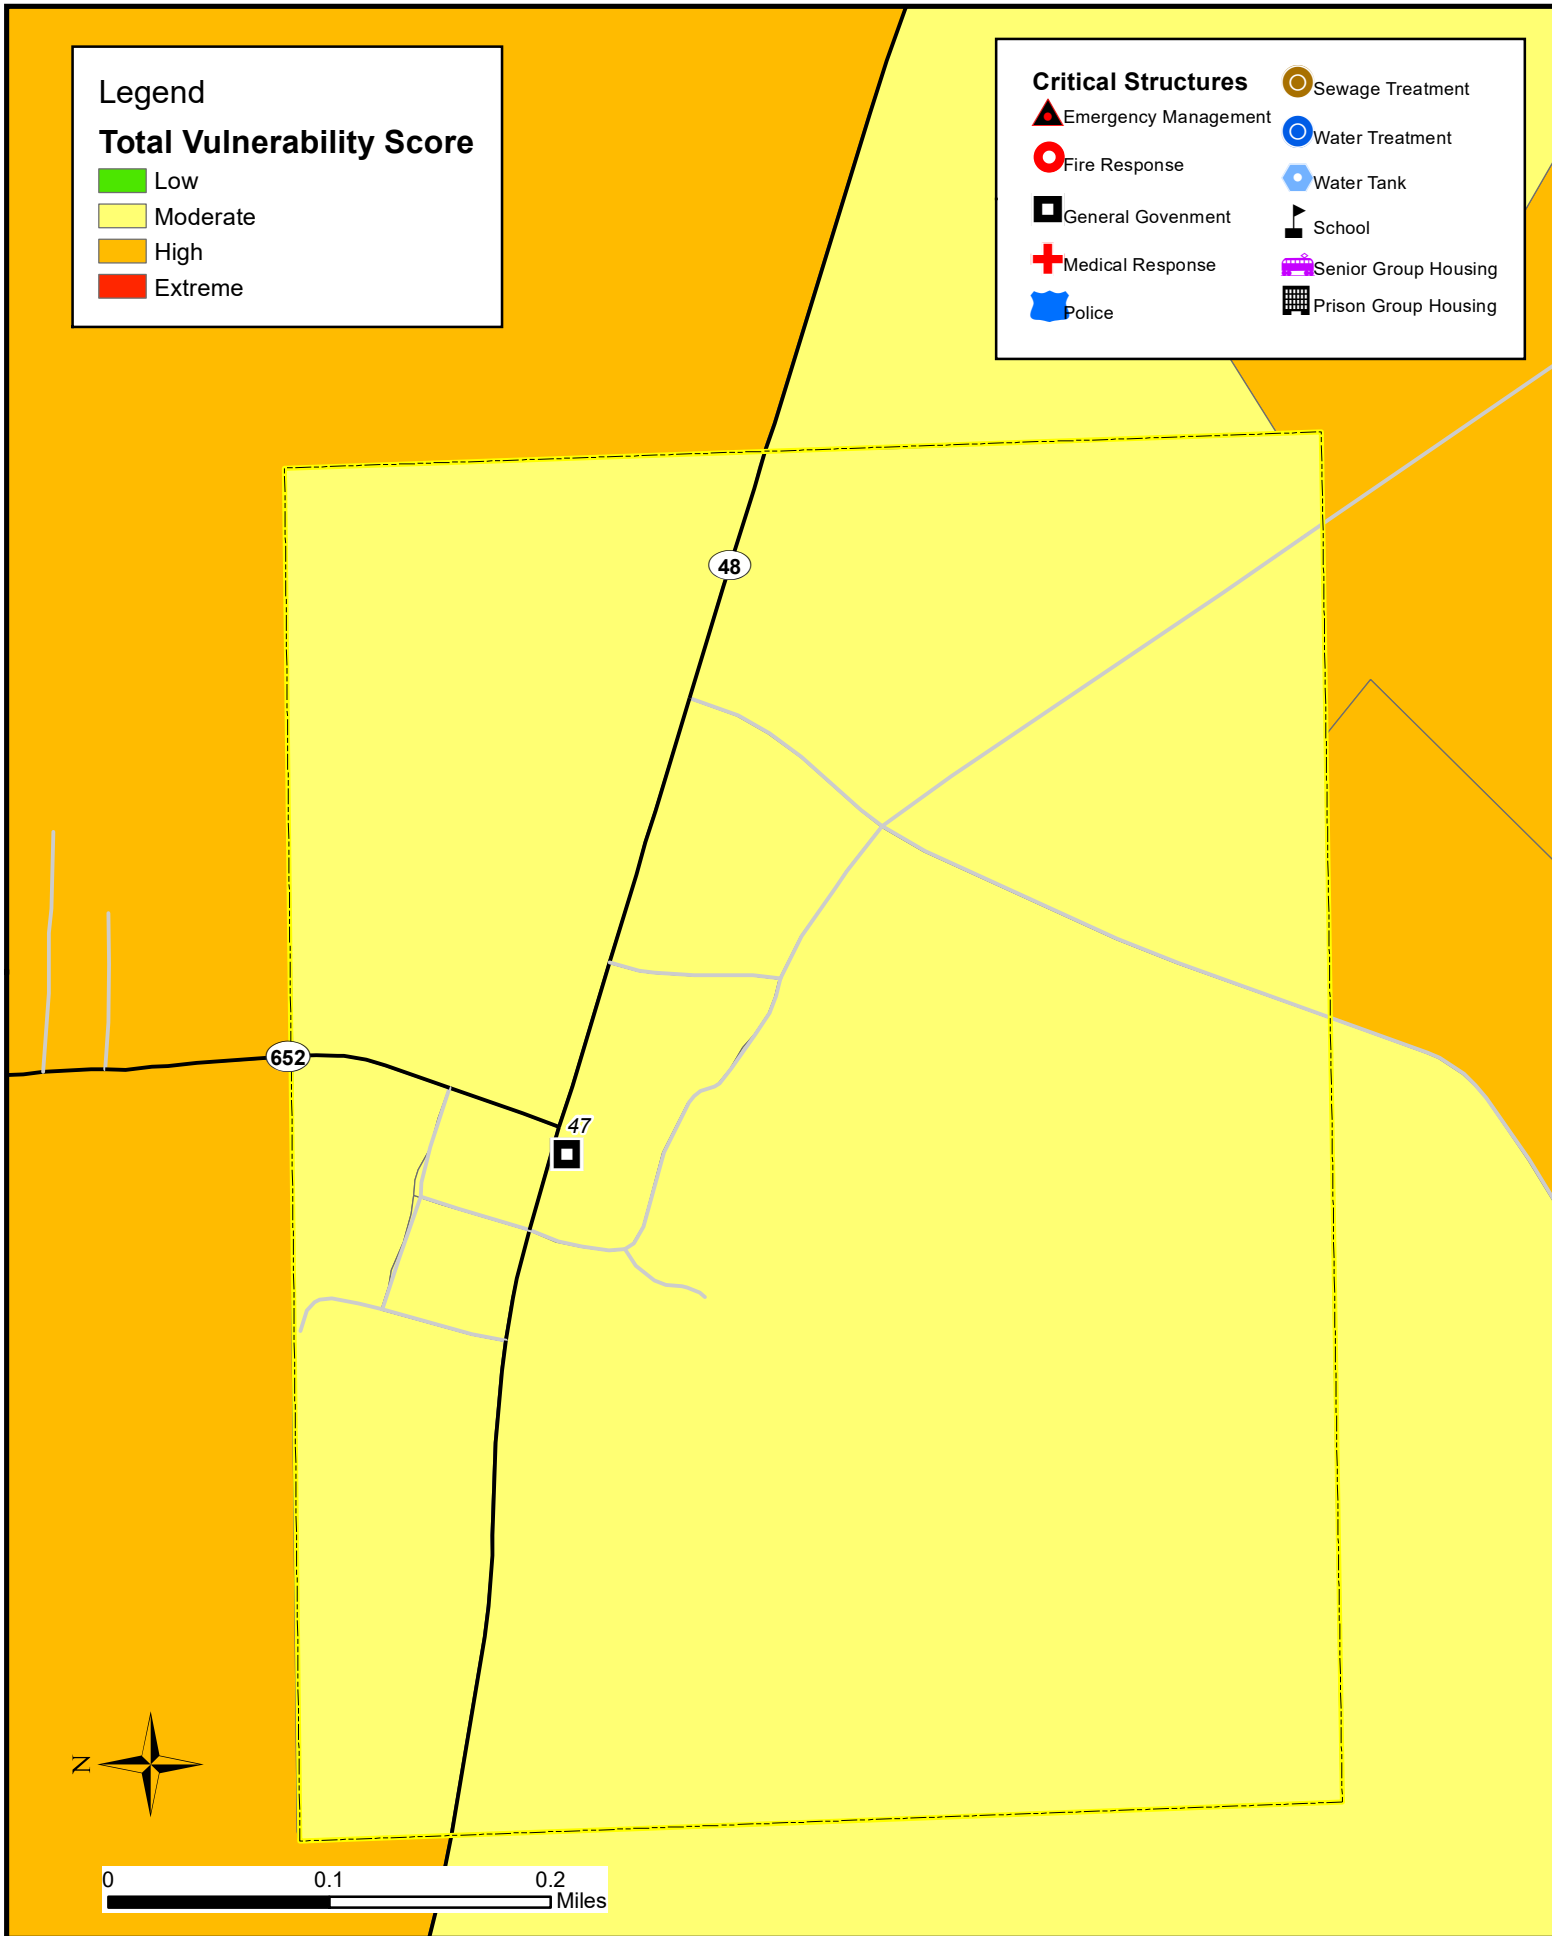 Legend
Total Vulnerability Score
Low
Moderate
High
Extreme
Critical Structures
Emergency Management
Fire Response
General Govenment
Medical Response
Police
Sewage Treatment
Water Treatment
Water Tank
School
Senior Group Housing
Prison Group Housing
48
652
47
N
0 0.1 0.2
Miles